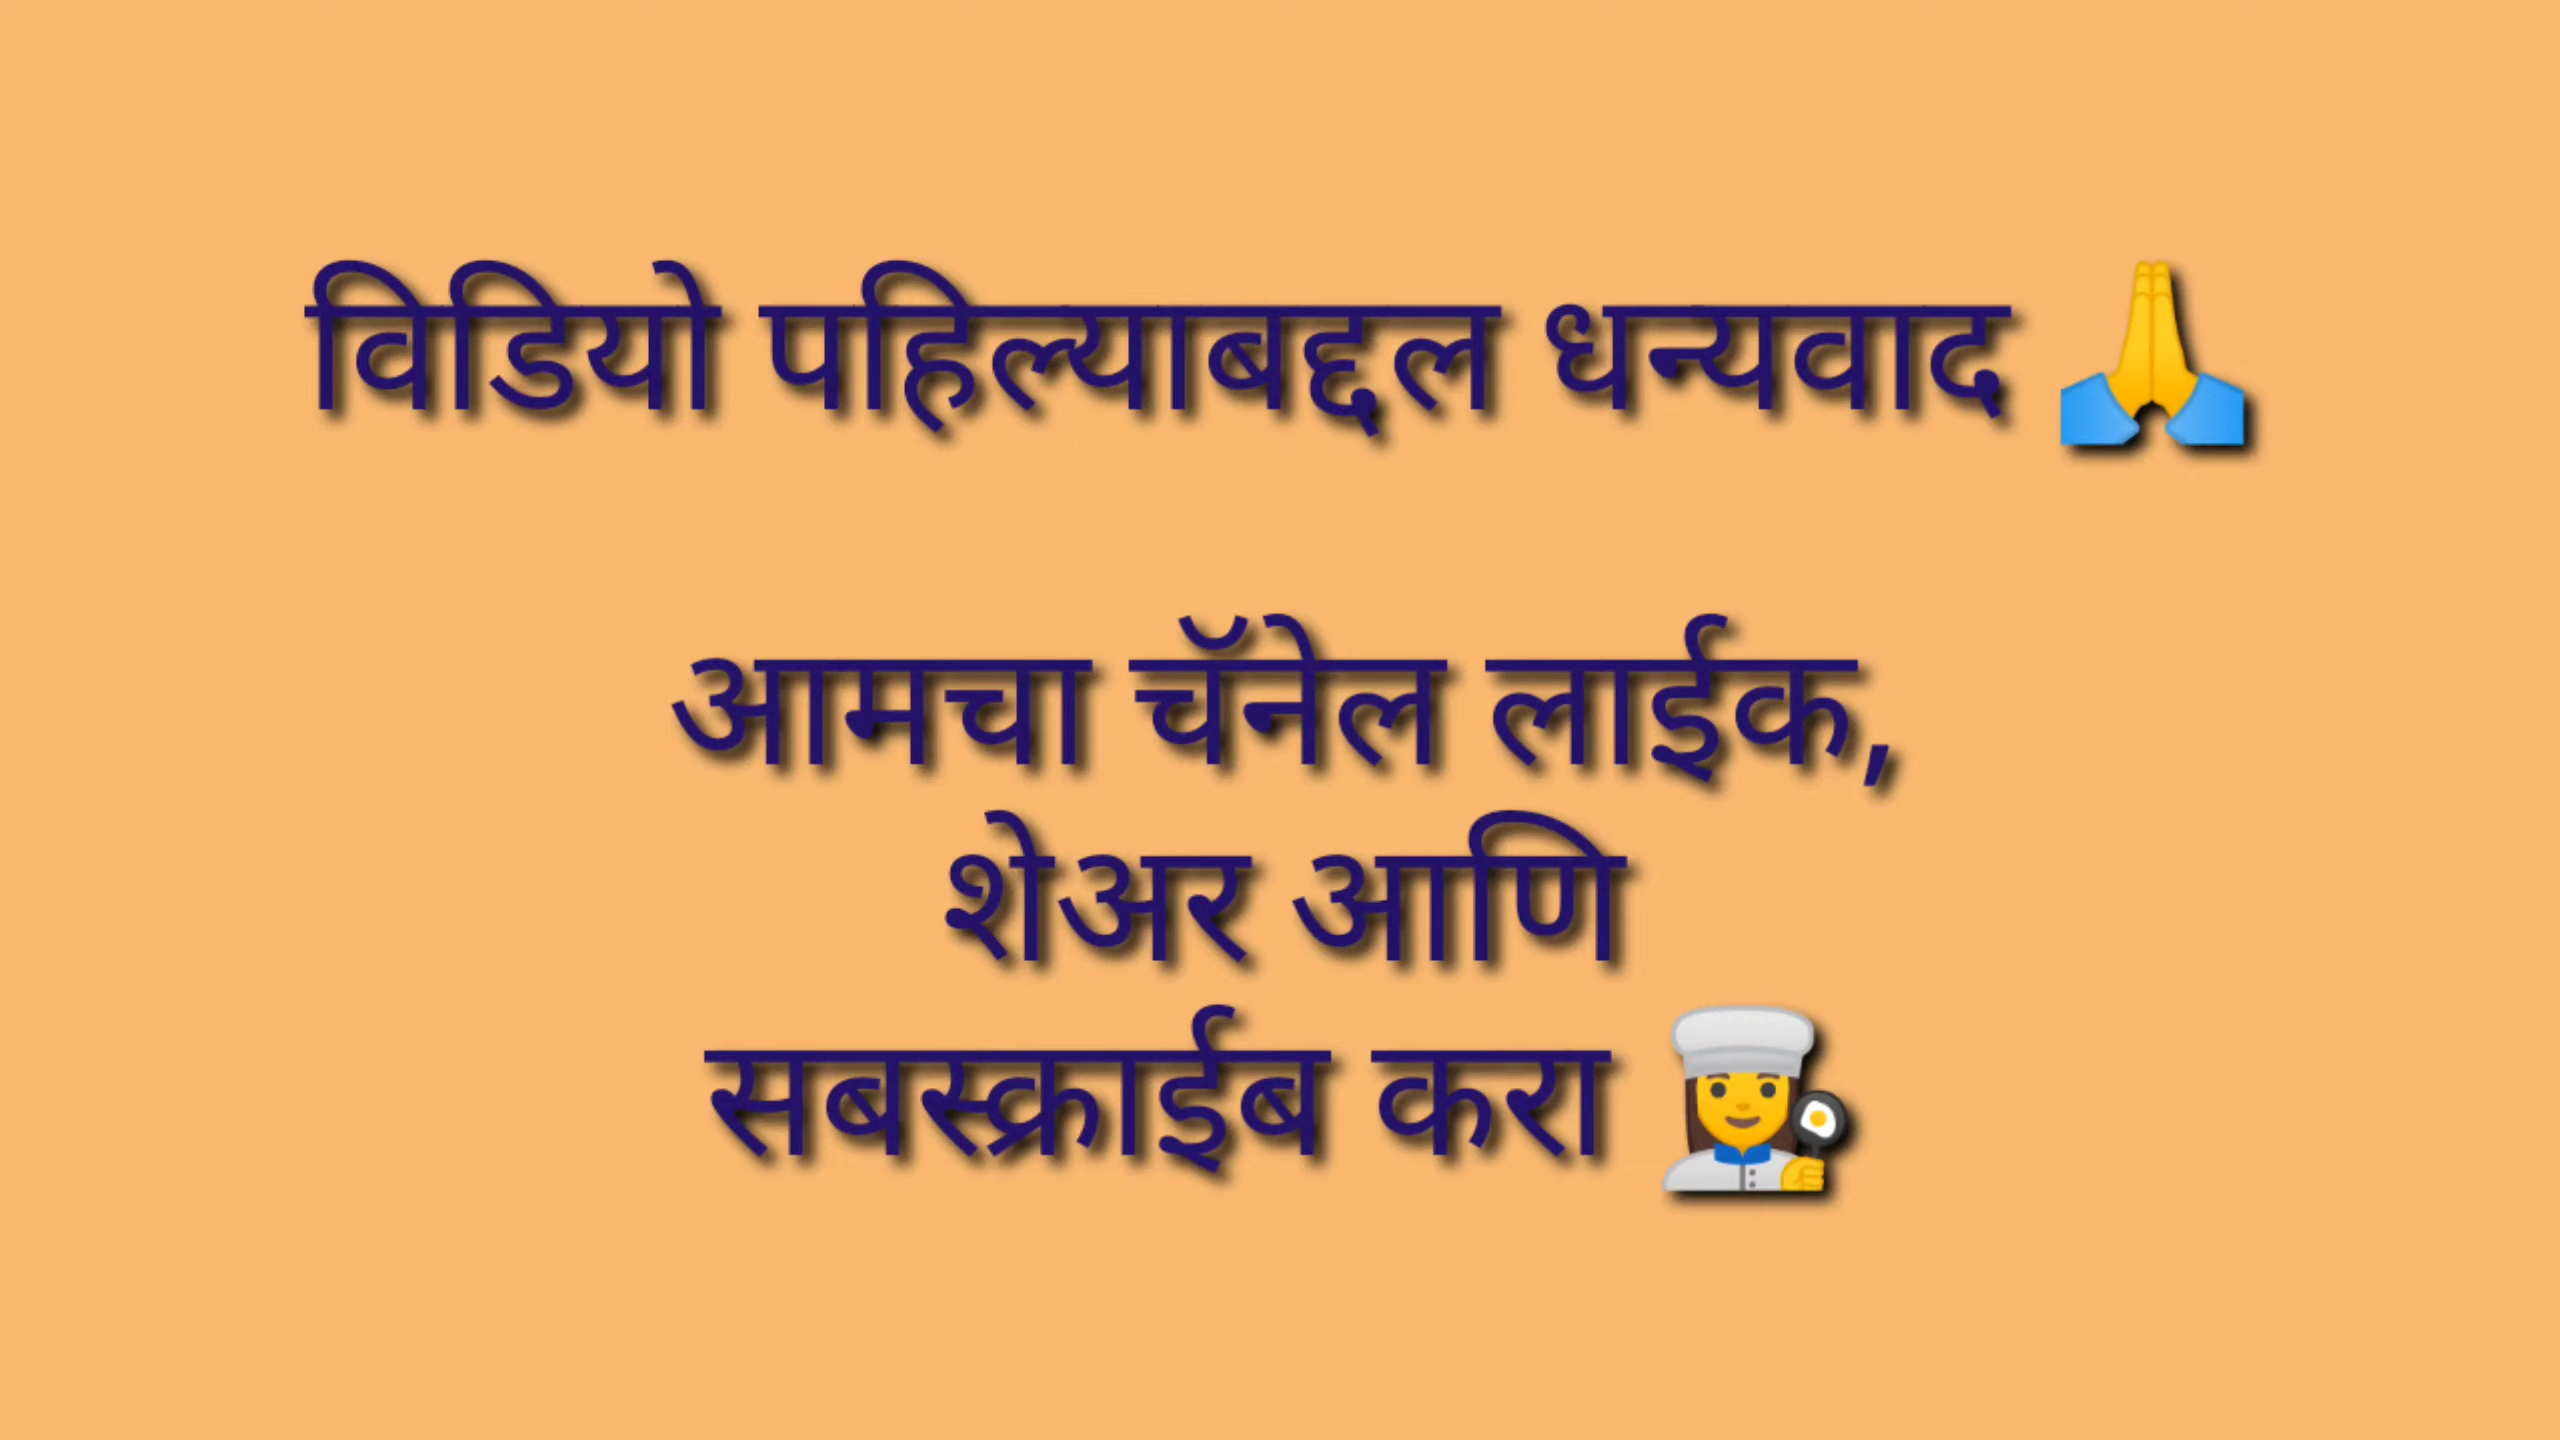 विडियो पहिल्याबद्दल धन्यवाद 🙏
आमचा चॅनेल लाईक,
शेअर आणि
सबस्क्राईब करा 👩‍🍳